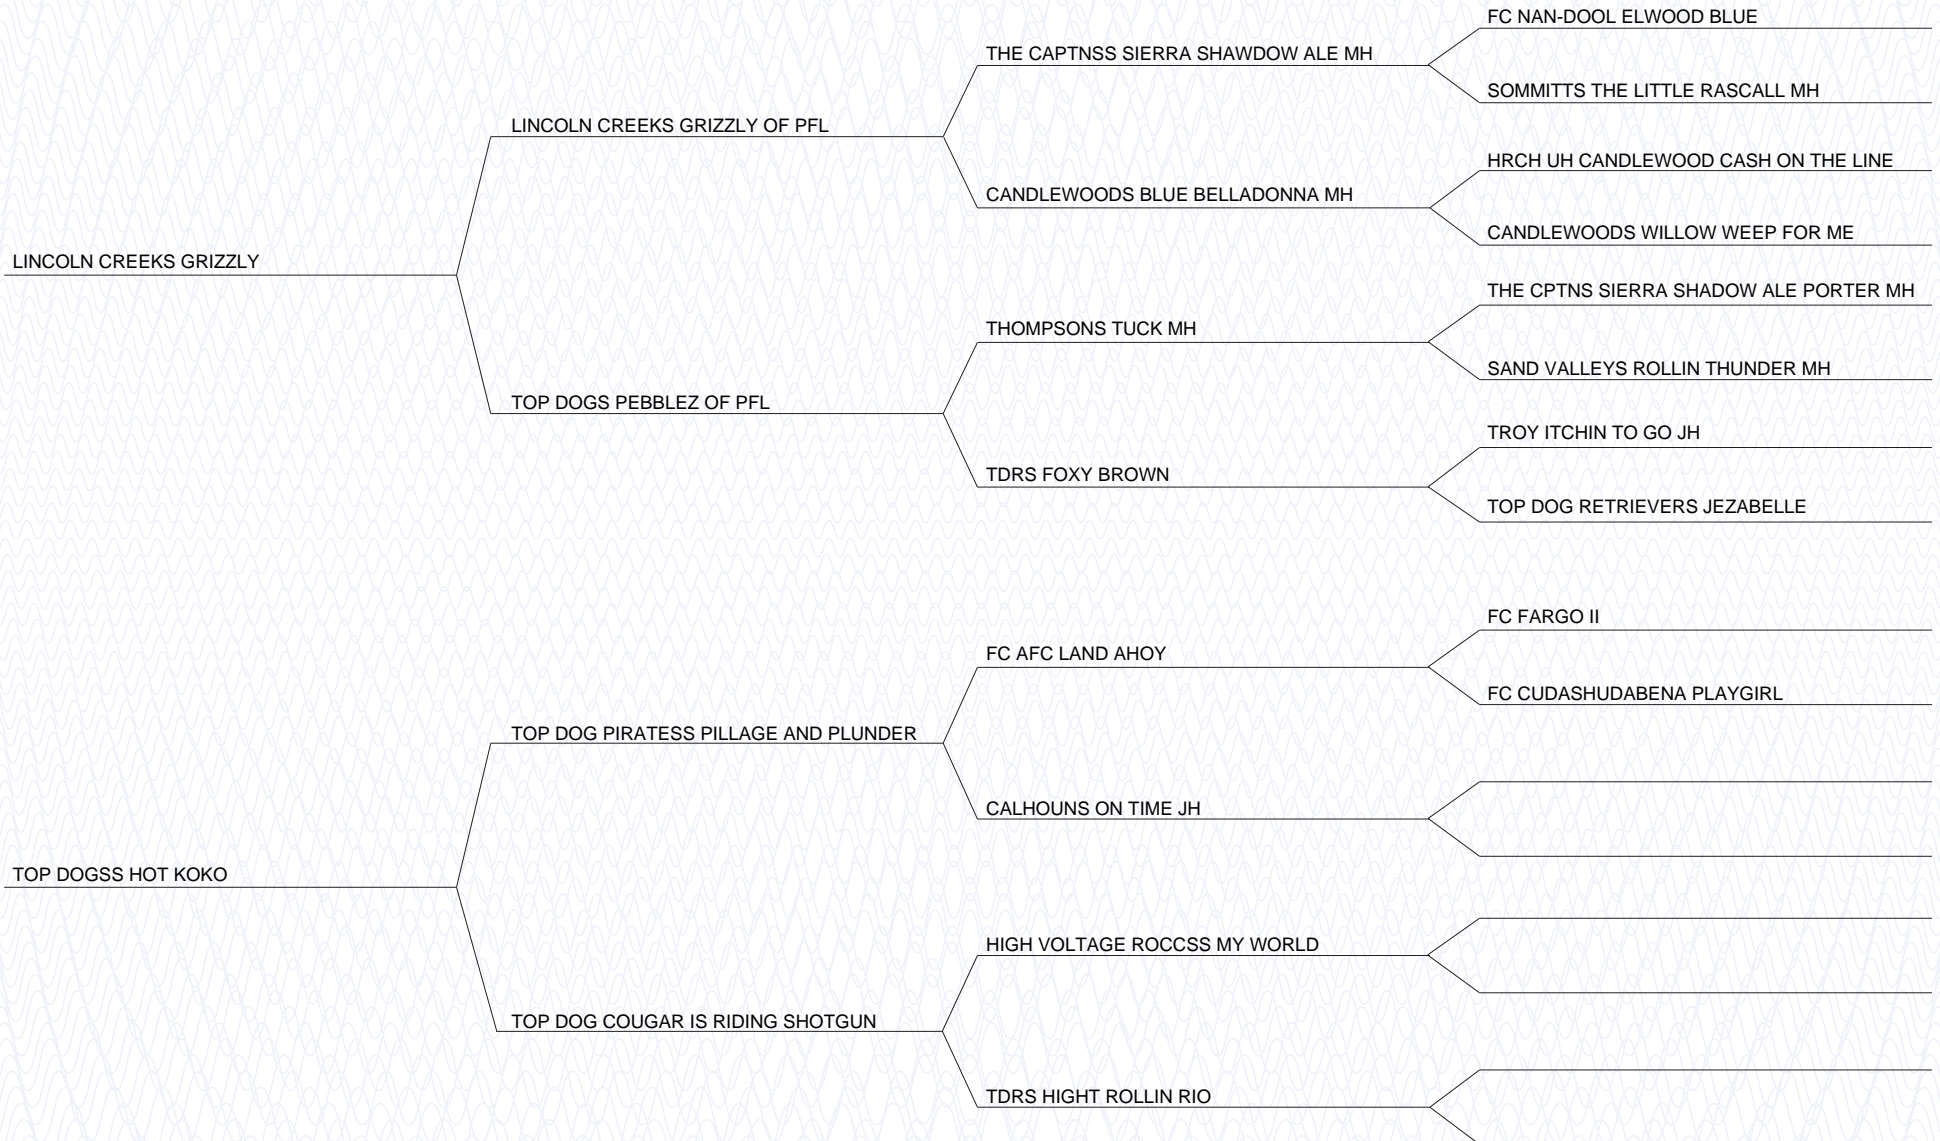 FC NAN-DOOL ELWOOD BLUE
THE CAPTNSS SIERRA SHAWDOW ALE MH
SOMMITTS THE LITTLE RASCALL MH
LINCOLN CREEKS GRIZZLY OF PFL
HRCH UH CANDLEWOOD CASH ON THE LINE
CANDLEWOODS BLUE BELLADONNA MH
CANDLEWOODS WILLOW WEEP FOR ME
LINCOLN CREEKS GRIZZLY
THE CPTNS SIERRA SHADOW ALE PORTER MH
THOMPSONS TUCK MH
SAND VALLEYS ROLLIN THUNDER MH
TOP DOGS PEBBLEZ OF PFL
TROY ITCHIN TO GO JH
TDRS FOXY BROWN
TOP DOG RETRIEVERS JEZABELLE
FC FARGO II
FC AFC LAND AHOY
FC CUDASHUDABENA PLAYGIRL
TOP DOG PIRATESS PILLAGE AND PLUNDER
CALHOUNS ON TIME JH
TOP DOGSS HOT KOKO
HIGH VOLTAGE ROCCSS MY WORLD
TOP DOG COUGAR IS RIDING SHOTGUN
TDRS HIGHT ROLLIN RIO